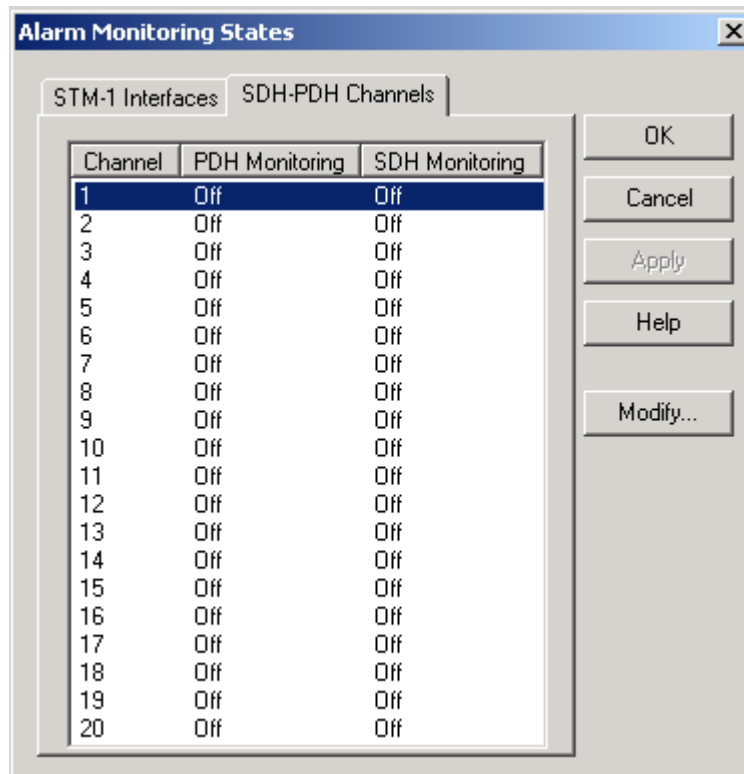 Alarm Monitoring States
STM-1 Interfaces SDH-PDH Channels
Channel PDH Monitoring SDH Monitoring
1 Off Off
2 Off Off
3 Off Off
4 Off Off
5 Off Off
6 Off Off
7 Off Off
8 Off Off
9 Off Off
10 Off Off
11 Off Off
12 Off Off
13 Off Off
14 Off Off
15 Off Off
16 Off Off
17 Off Off
18 Off Off
19 Off Off
20 Off Off
OK
Cancel
Apply
Help
Modify...